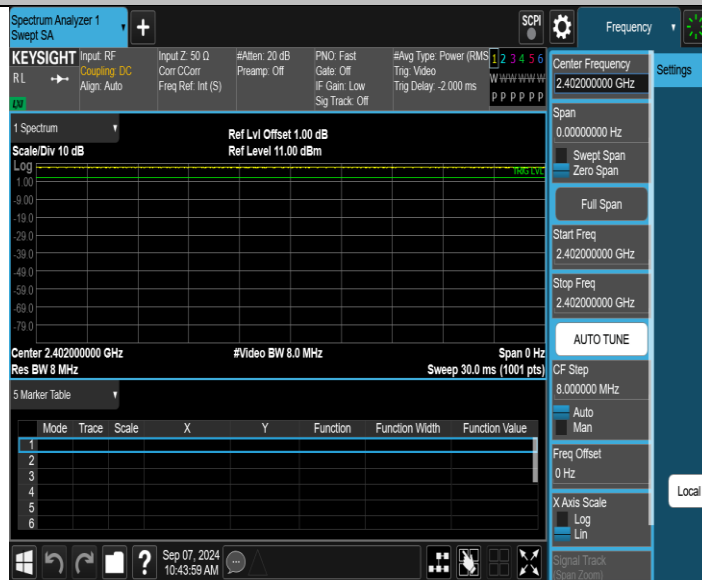 Spectrum Analyzer 1
Swept SA
+
SCPI
Frequency
KEYSIGHT
RL
LXI
Input: RF
Coupling: DC
Align: Auto
Input Z: 50 Ω
Corr CCorr
Freq Ref: Int (S)
#Atten: 20 dB
Preamp: Off
PNO: Fast
Gate: Off
IF Gain: Low
Sig Track: Off
#Avg Type: Power (RMS
Trig: Video
Trig Delay: -2.000 ms
1 2 3 4 5 6
W W W W W W
P P P P P P
1 Spectrum
Scale/Div 10 dB
Ref Lvl Offset 1.00 dB
Ref Level 11.00 dBm
Log
TRIG LVL
1.00
-9.00
-19.0
-29.0
-39.0
-49.0
-59.0
-69.0
-79.0
Center 2.402000000 GHz
#Video BW 8.0 MHz
Span 0 Hz
Res BW 8 MHz
Sweep 30.0 ms (1001 pts)
5 Marker Table
Mode Trace Scale X Y Function Function Width Function Value
1
2
3
4
5
6
Sep 07, 2024
10:43:59 AM
Center Frequency
2.402000000 GHz
Settings
Span
0.00000000 Hz
Swept Span
Zero Span
Full Span
Start Freq
2.402000000 GHz
Stop Freq
2.402000000 GHz
AUTO TUNE
CF Step
8.000000 MHz
Auto
Man
Freq Offset
0 Hz
X Axis Scale
Log
Lin
Local
Signal Track
(Span Zoom)